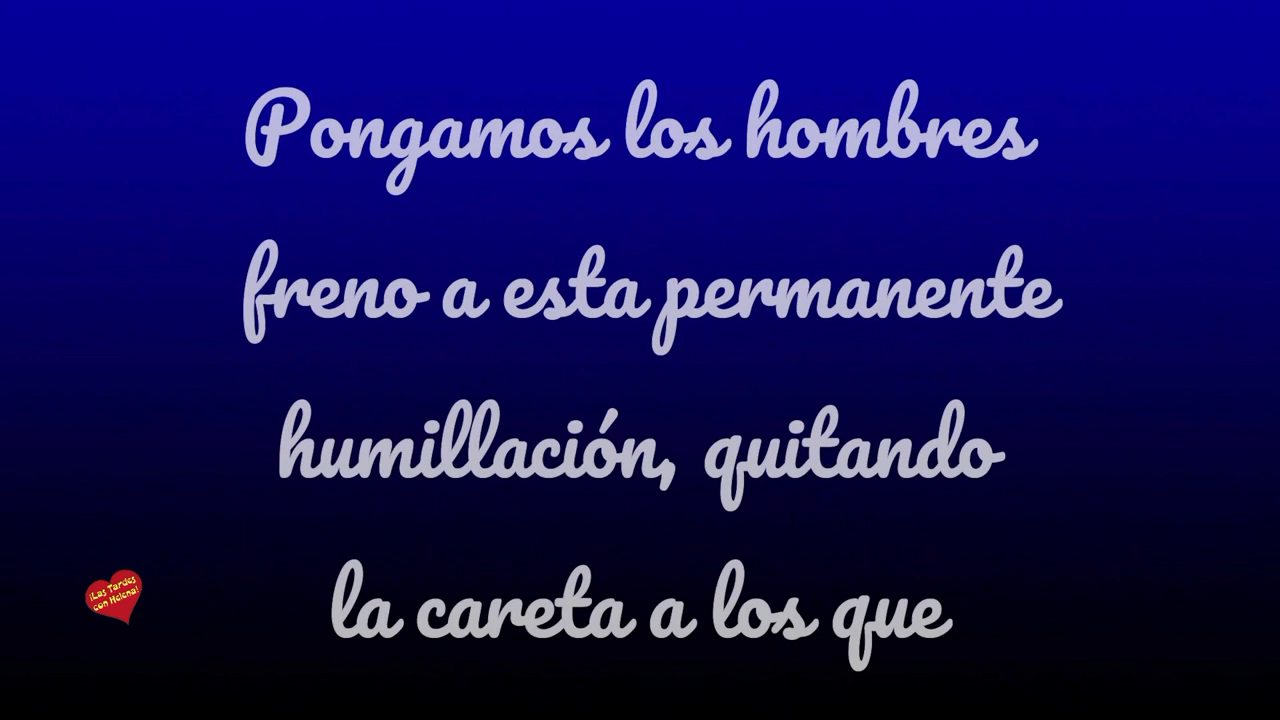 Pongamos los hombres
freno a esta permanente
humillación, quitando
la careta a los que
¡Las Tardes
con Helena!